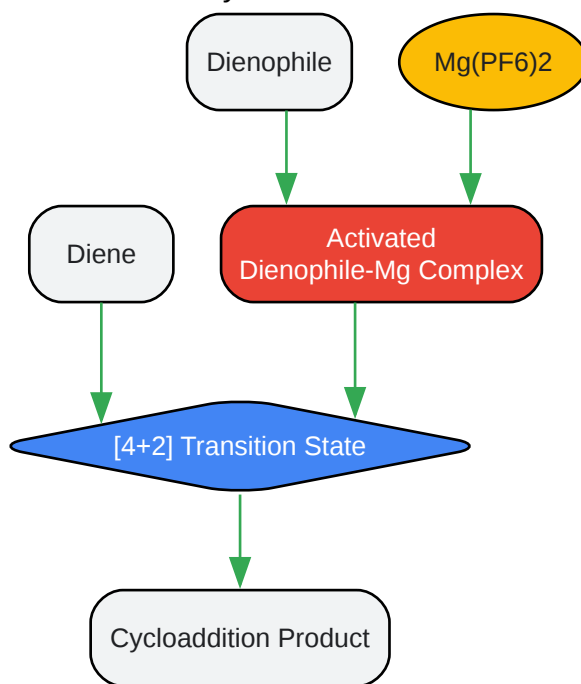 Dienophile
Mg(PF6)2
Diene
Activated
Dienophile-Mg Complex
[4+2] Transition State
Cycloaddition Product